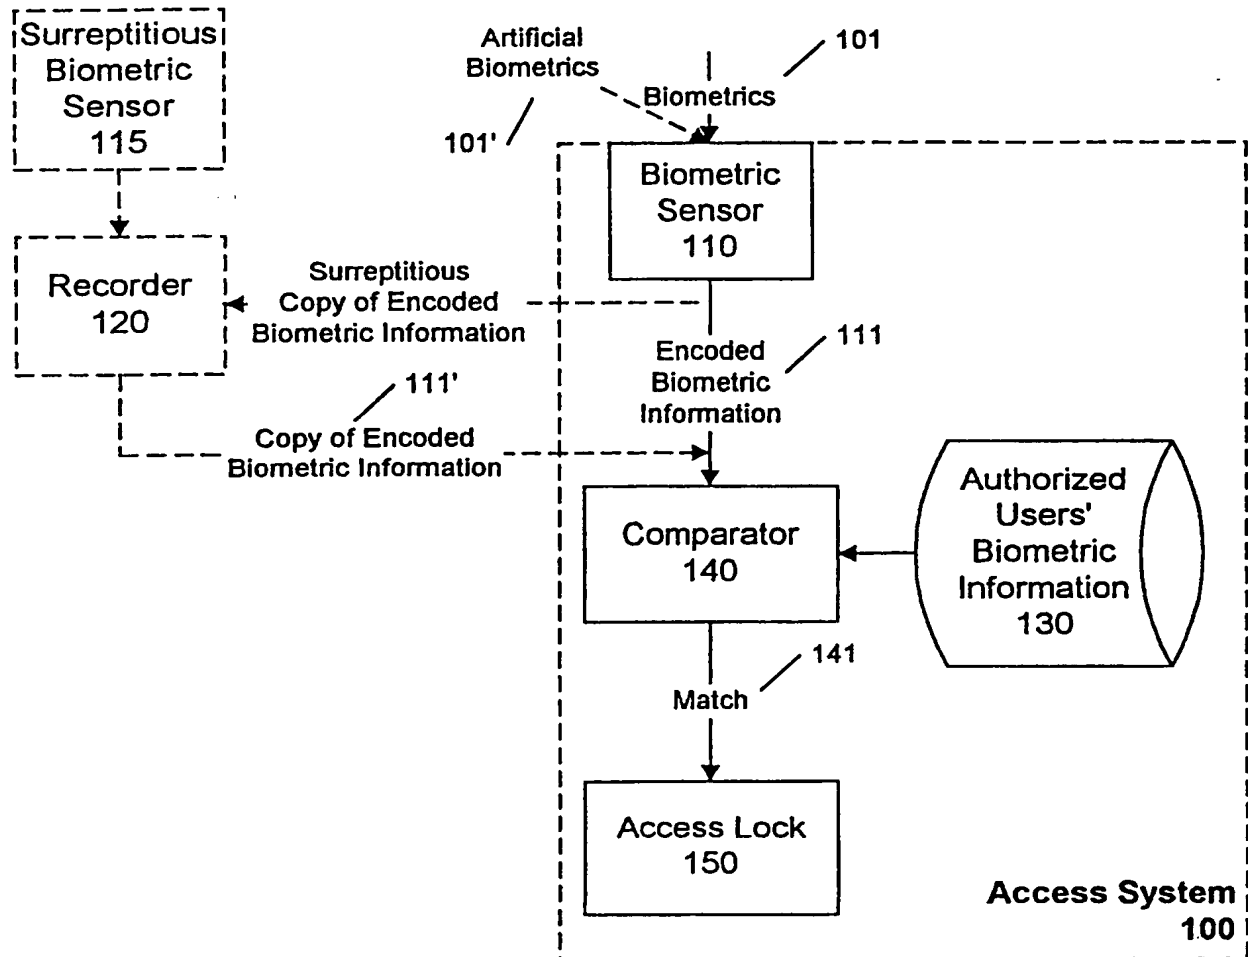 Surreptitious
Biometric
Sensor
115
Artificial
Biometrics
101'
101
Biometrics
Biometric
Sensor
110
Recorder
120
Surreptitious
Copy of Encoded
Biometric Information
111
Encoded
Biometric
Information
111'
Copy of Encoded
Biometric Information
Comparator
140
Authorized
Users'
Biometric
Information
130
141
Match
Access Lock
150
Access System
100